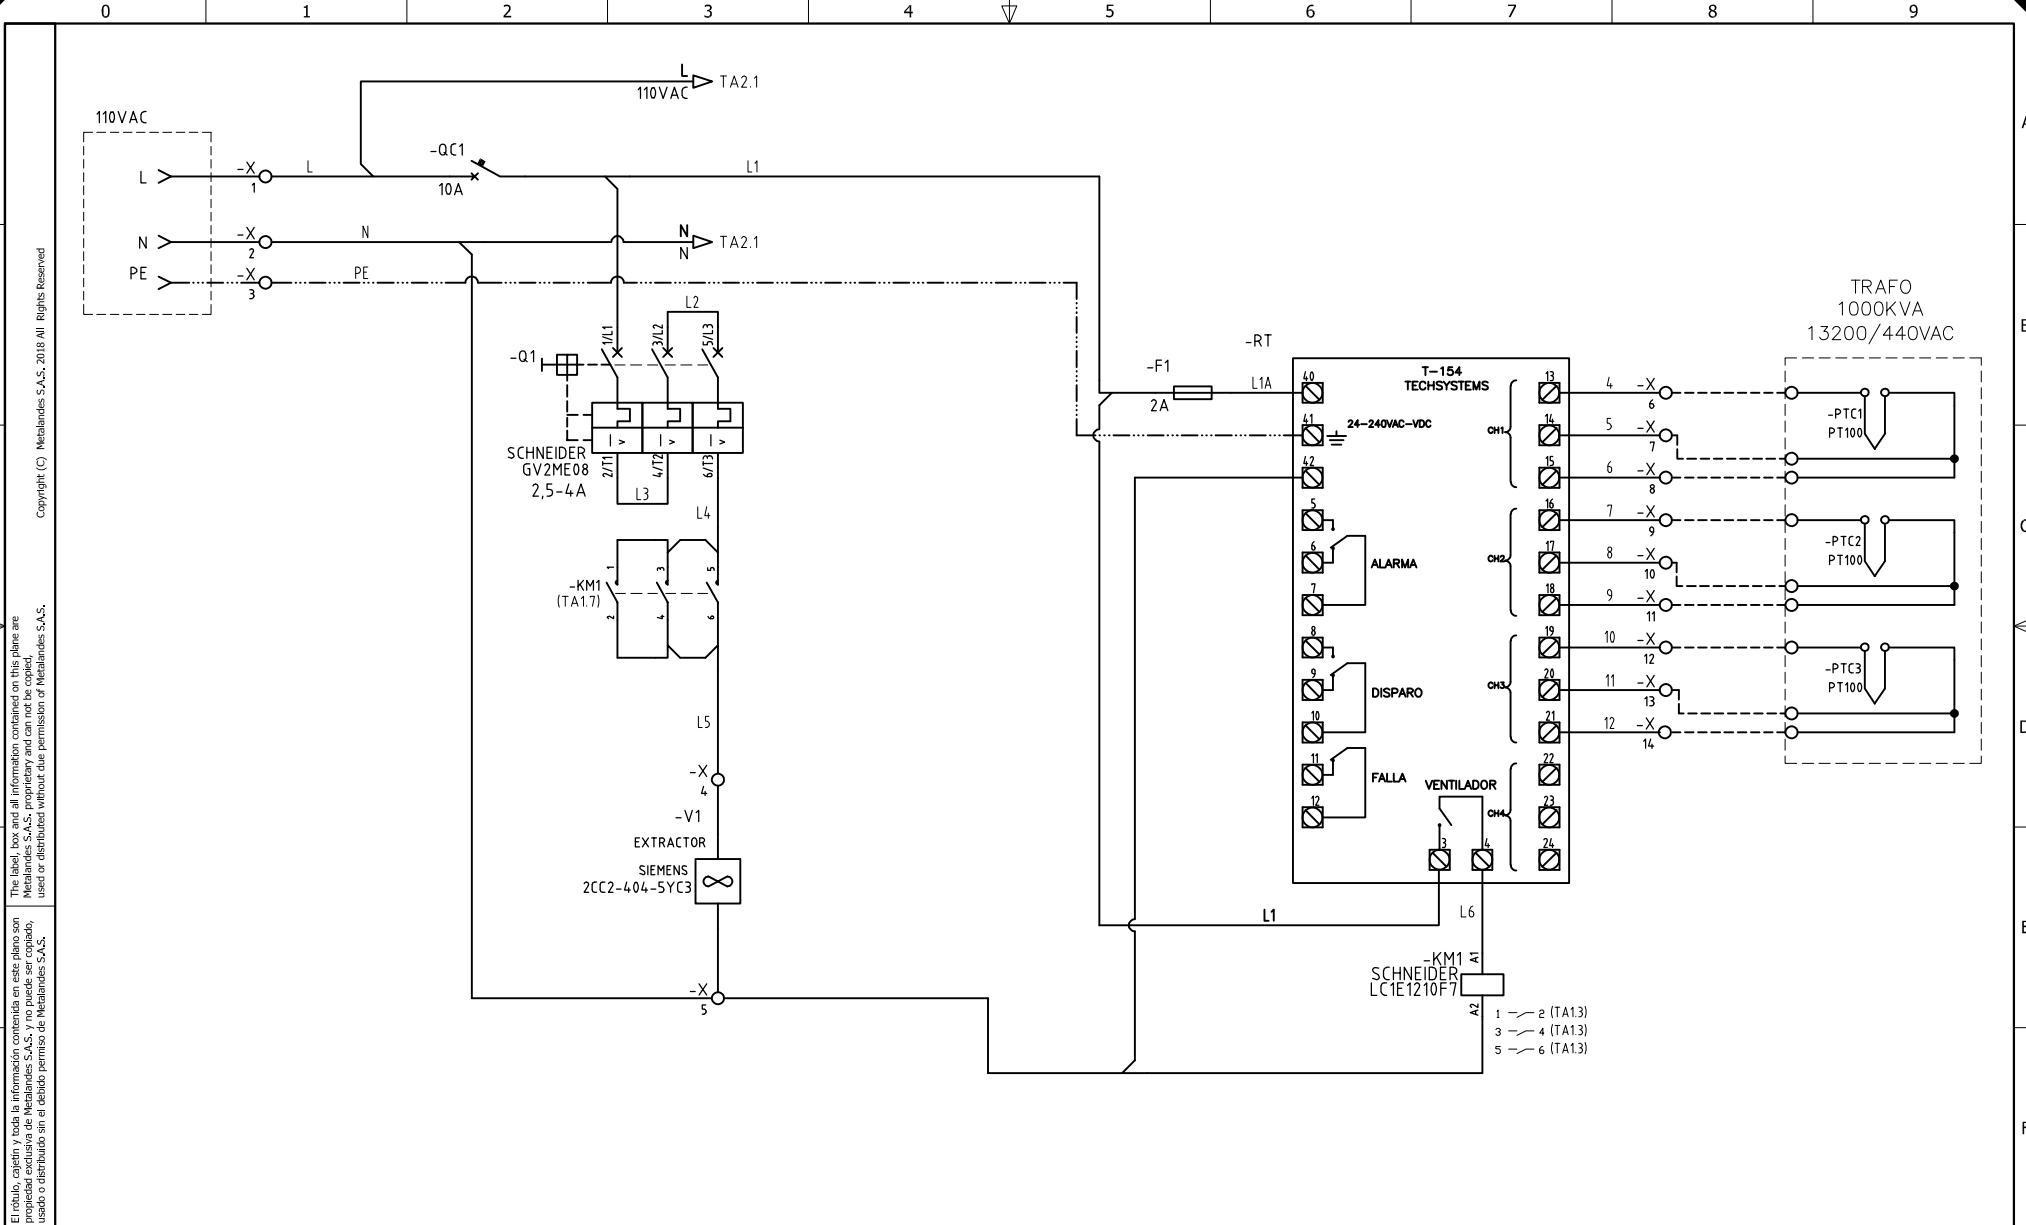 0 1 2 3 4 5 6 7 8 9
L
110VAC
TA2.1
110VAC
-QC1
10A
L
-X
1
L
L1
N
-X
2
N
N
N
TA2.1
PE
-X
3
PE
L2
1/L1
3/L2
5/L3
-Q1
SCHNEIDER
GV2ME08
2,5-4A
2/T1
4/T2
6/T3
L3
L4
-KM1
(TA1.7)
1
3
5
2
4
6
L5
-X
4
-V1
EXTRACTOR
SIEMENS
2CC2-404-5YC3
-X
5
-F1
2A
L1A
-RT
T-154
TECHSYSTEMS
24-240VAC-VDC
40
41
42
5
6
7
ALARMA
8
9
10
DISPARO
11
12
FALLA
VENTILADOR
3
4
CH1
CH2
CH3
CH4
13
14
15
16
17
18
19
20
21
22
23
24
4
-X
6
5
-X
7
6
-X
8
7
-X
9
8
-X
10
9
-X
11
10
-X
12
11
-X
13
12
-X
14
TRAFO
1000KVA
13200/440VAC
-PTC1
PT100
-PTC2
PT100
-PTC3
PT100
L1
L6
-KM1
SCHNEIDER
LC1E1210F7
A1
A2
1 2 (TA1.3)
3 4 (TA1.3)
5 6 (TA1.3)
Copyright (C) Metalandes S.A.S. 2018 All Rights Reserved
The label, box and all information contained on this plane are
Metalandes S.A.S. proprietary and can not be copied,
used or distributed without due permission of Metalandes S.A.S.
El rótulo, cajetín y toda la información contenida en este plano son
propiedad exclusiva de Metalandes S.A.S. y no puede ser copiado,
usado o distribuido sin el debido permiso de Metalandes S.A.S.